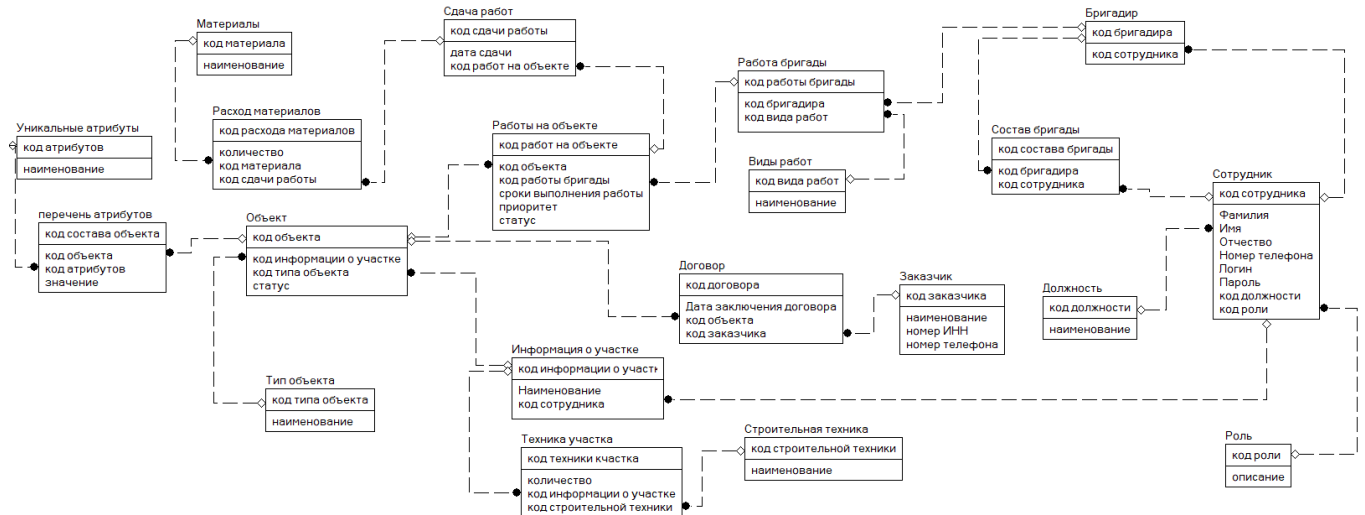 Материалы
код материала
наименование
Сдача работ
код сдачи работы
дата сдачи
код работ на объекте
Бригадир
код бригадира
код сотрудника
Работа бригады
код работы бригады
код бригадира
код вида работ
Расход материалов
код расхода материалов
количество
код материала
код сдачи работы
Уникальные атрибуты
код атрибутов
наименование
Работы на объекте
код работ на объекте
код объекта
код работы бригады
сроки выполнения работы
приоритет
статус
Виды работ
код вида работ
наименование
Состав бригады
код состава бригады
код бригадира
код сотрудника
Сотрудник
код сотрудника
Фамилия
Имя
Отчество
Номер телефона
Логин
Пароль
код должности
код роли
перечень атрибутов
код состава объекта
код объекта
код атрибутов
значение
Объект
код объекта
код информации о участке
код типа объекта
статус
Договор
код договора
Дата заключения договора
код объекта
код заказчика
Заказчик
код заказчика
наименование
номер ИНН
номер телефона
Должность
код должности
наименование
Информация о участке
код информации о участк
Наименование
код сотрудника
Тип объекта
код типа объекта
наименование
Техника участка
код техники кчастка
количество
код информации о участке
код строительной техники
Строительная техника
код строительной техники
наименование
Роль
код роли
описание